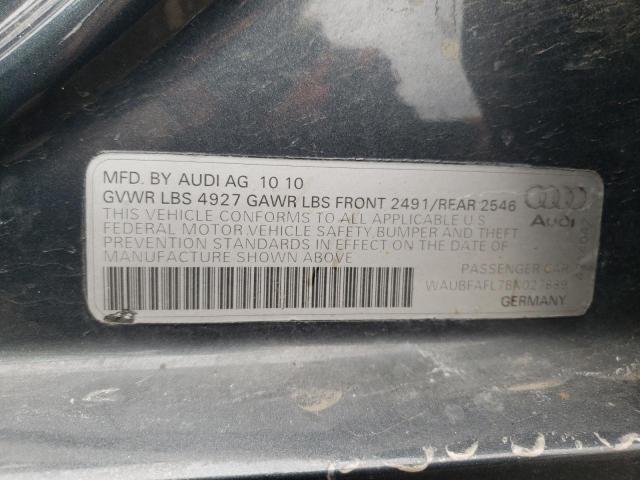 MFD. BY AUDI AG 10 10
GVWR LBS 4927 GAWR LBS FRONT 2491/REAR 2546
THIS VEHICLE CONFORMS TO ALL APPLICABLE U S
FEDERAL MOTOR VEHICLE SAFETY, BUMPER AND THEFT
PREVENTION STANDARDS IN EFFECT ON THE DATE OF
MANUFACTURE SHOWN ABOVE
Audi
PASSENGER CAR
GERMANY